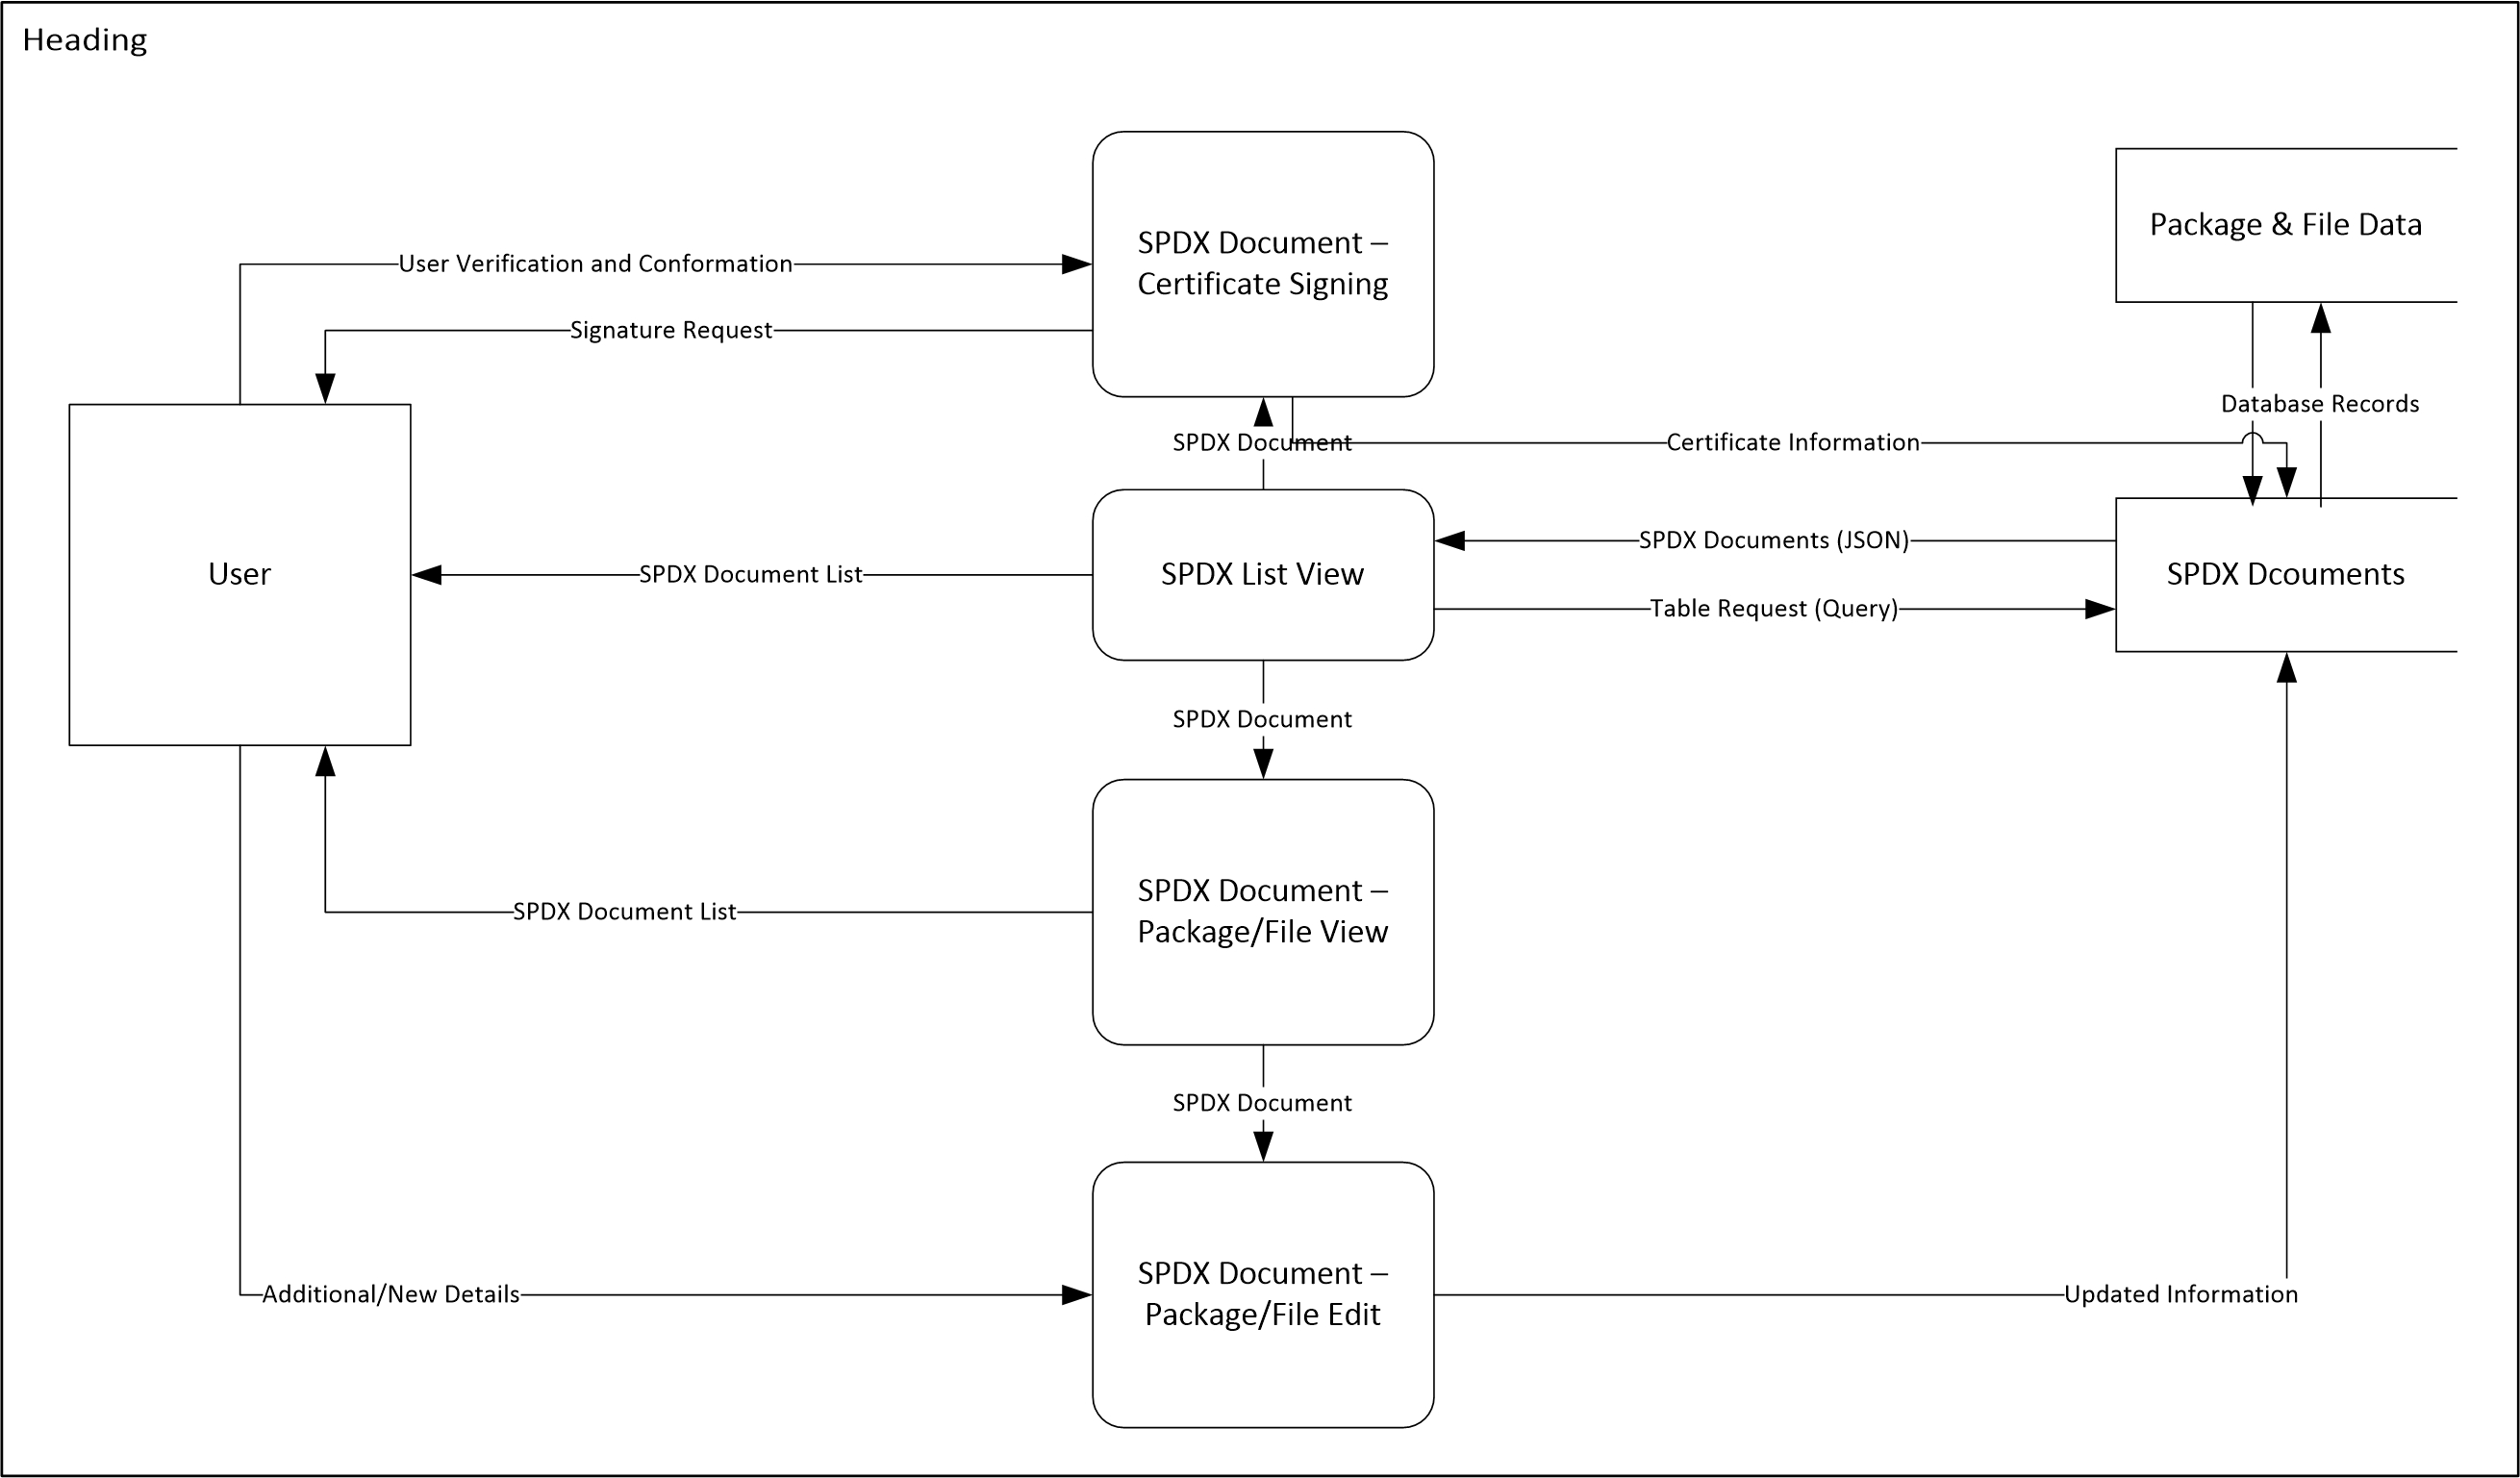 Heading
SPDX Document –
Certificate Signing
Package & File Data
User Verification and Conformation
Signature Request
Database Records
SPDX Document
Certificate Information
User
SPDX Document List
SPDX List View
SPDX Documents (JSON)
Table Request (Query)
SPDX Dcouments
SPDX Document
SPDX Document List
SPDX Document –
Package/File View
SPDX Document
Additional/New Details
SPDX Document –
Package/File Edit
Updated Information